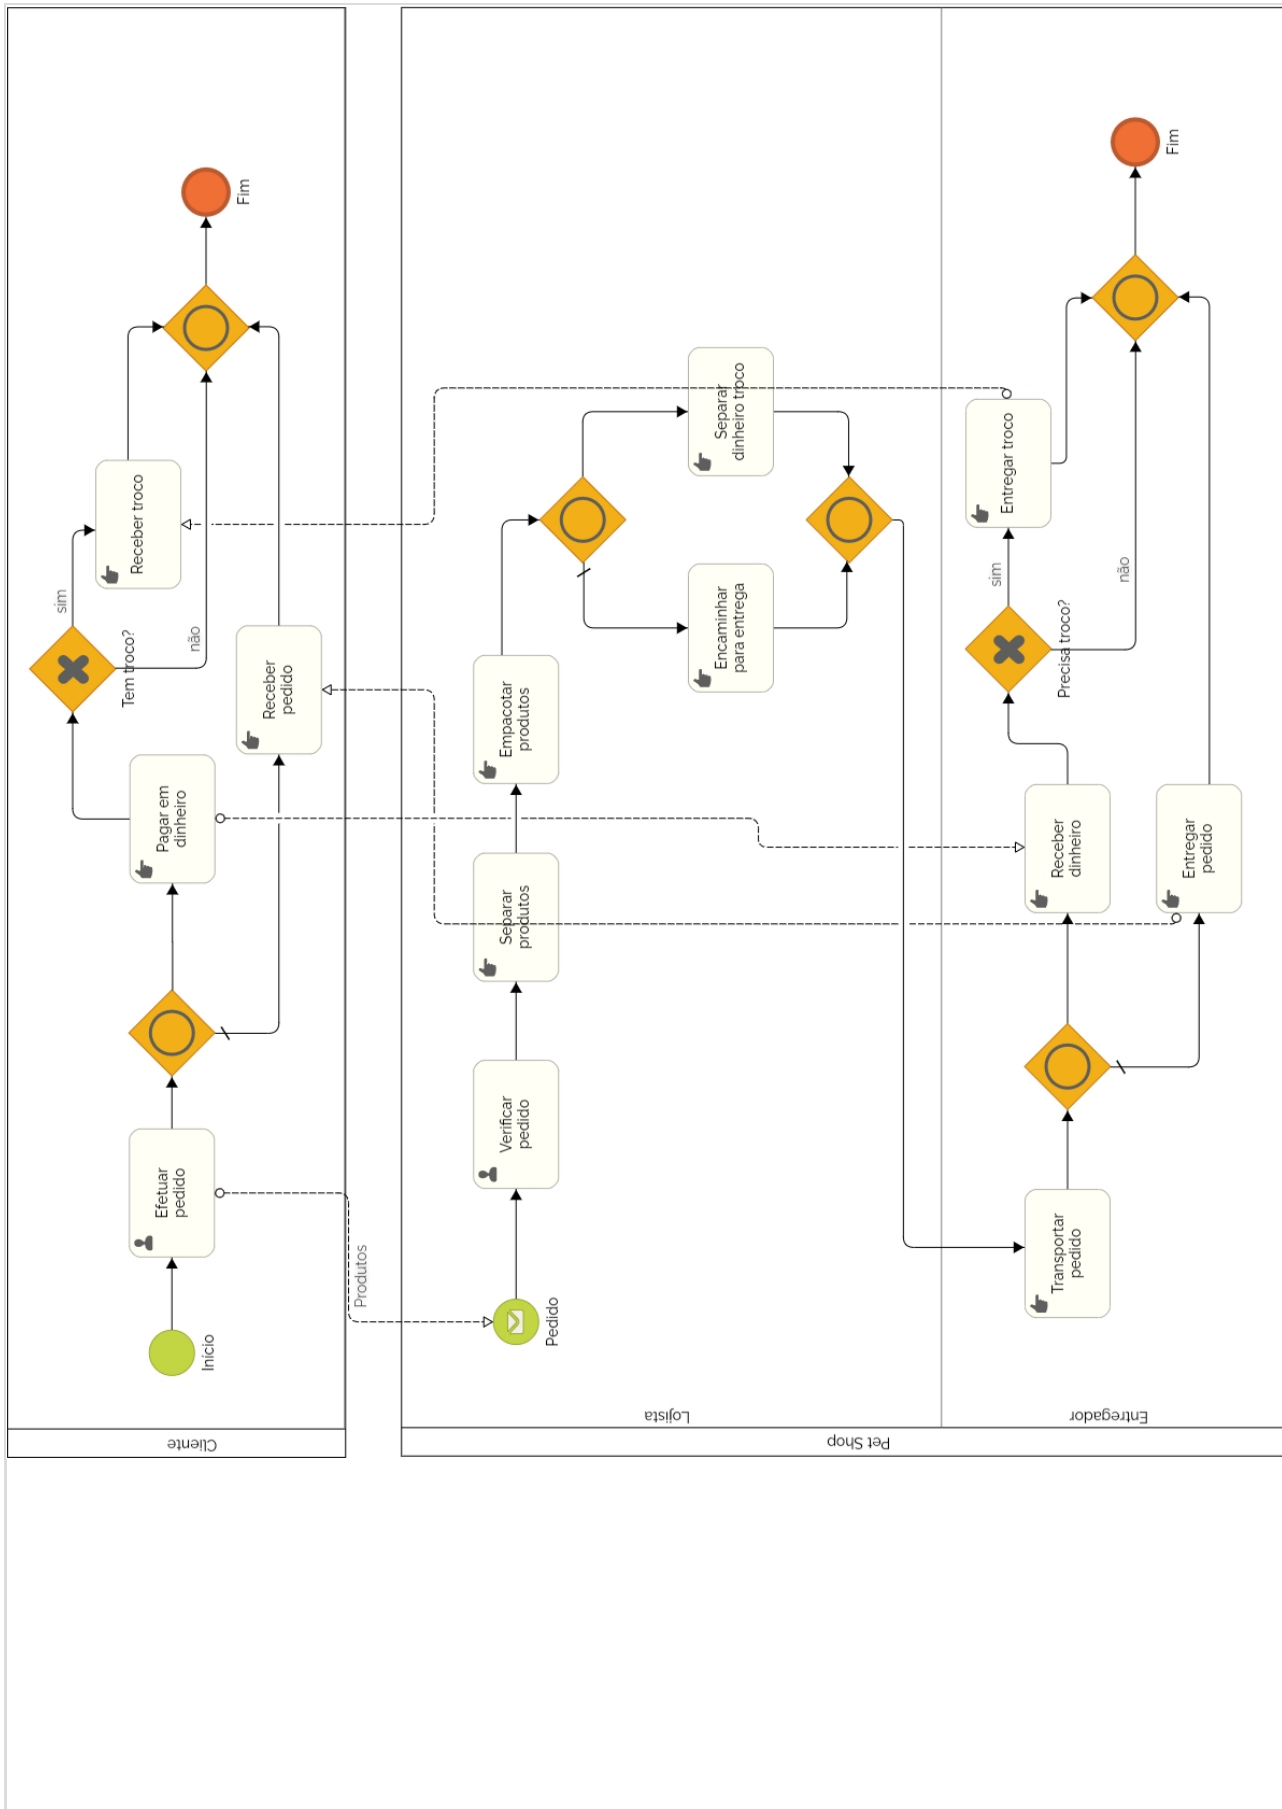 Cliente
Início
Efetuar
pedido
Pagar em
dinheiro
Tem troco?
sim
não
Receber troco
Receber
pedido
Fim
Produtos
Pet Shop
Lojista
Pedido
Verificar
pedido
Separar
produtos
Empacotar
produtos
Encaminhar
para entrega
Separar
dinheiro troco
Entregador
Transportar
pedido
Receber
dinheiro
Entregar
pedido
Precisa troco?
sim
não
Entregar troco
Fim